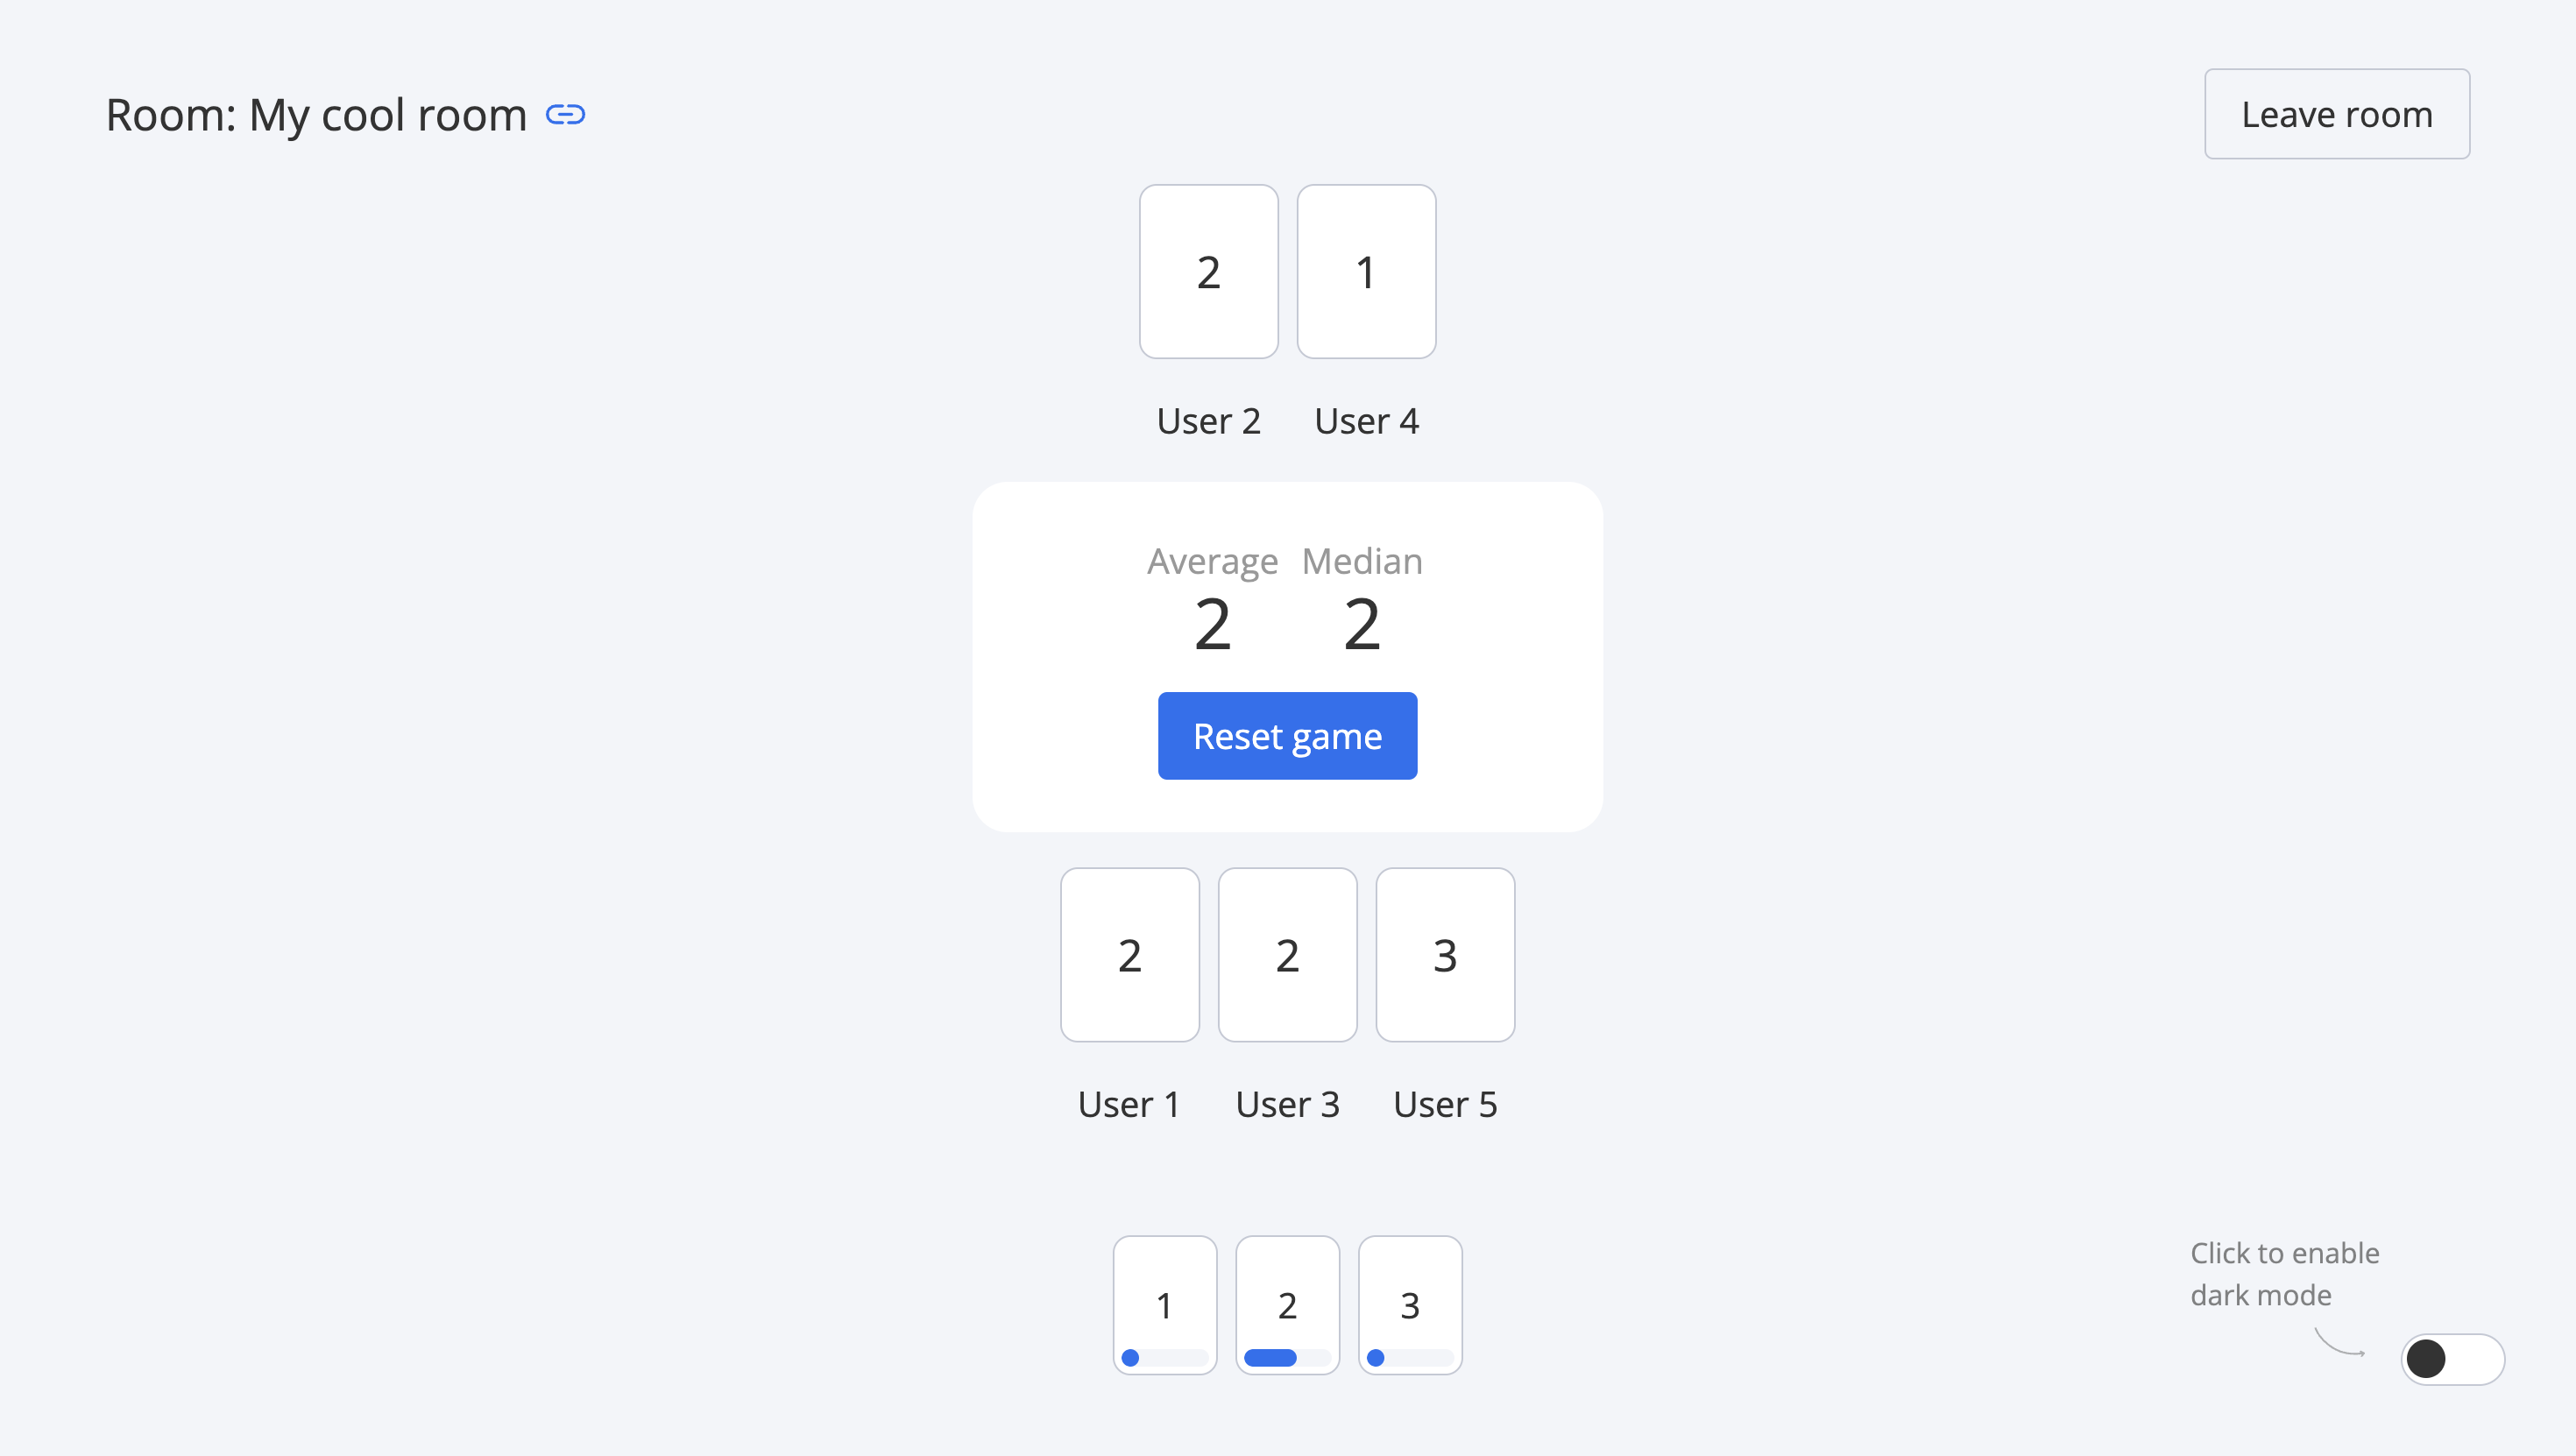 Room: My cool room
Leave room
2 1
User 2 User 4
Average Median
2 2
Reset game
2 2 3
User 1 User 3 User 5
1 2 3
Click to enable
dark mode